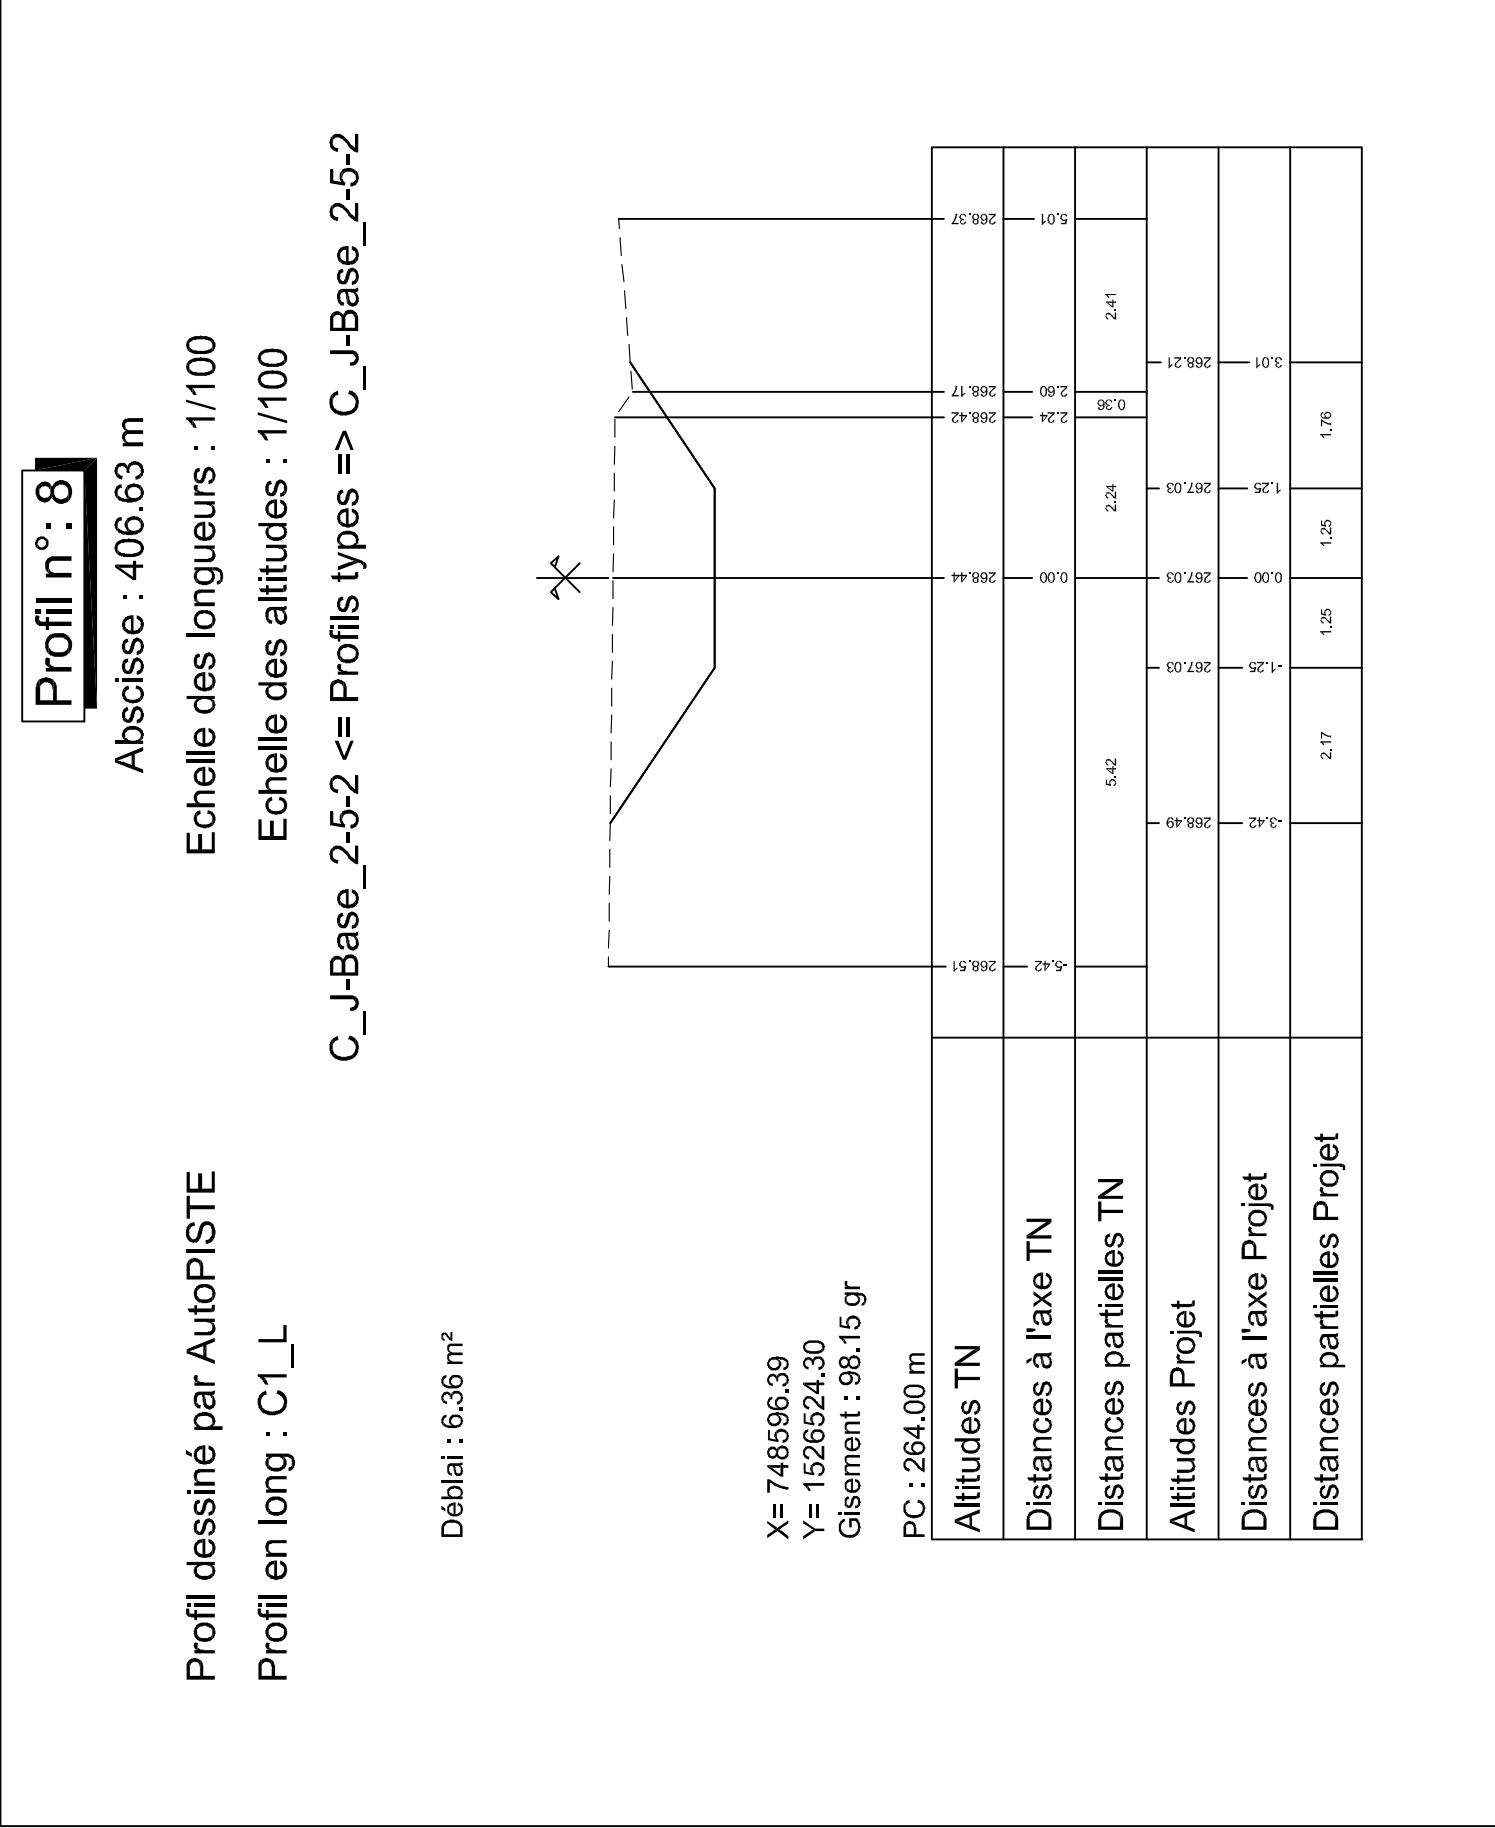 Profil n°: 8
Abscisse : 406.63 m
Profil dessiné par AutoPISTE
Echelle des longueurs : 1/100
Profil en long : C1_L
Echelle des altitudes : 1/100
C_J-Base_2-5-2 <= Profils types => C_J-Base_2-5-2
Déblai : 6.36 m²
X= 748596.39
Y= 1526524.30
Gisement : 98.15 gr
PC : 264.00 m
Altitudes TN 268.51 268.44 268.42 268.17 268.37
Distances à l'axe TN -5.42 0.00 2.24 2.60 5.01
Distances partielles TN 5.42 2.24 0.36 2.41
Altitudes Projet 268.49 267.03 267.03 267.03 268.21
Distances à l'axe Projet -3.42 -1.25 0.00 1.25 3.01
Distances partielles Projet 2.17 1.25 1.25 1.76